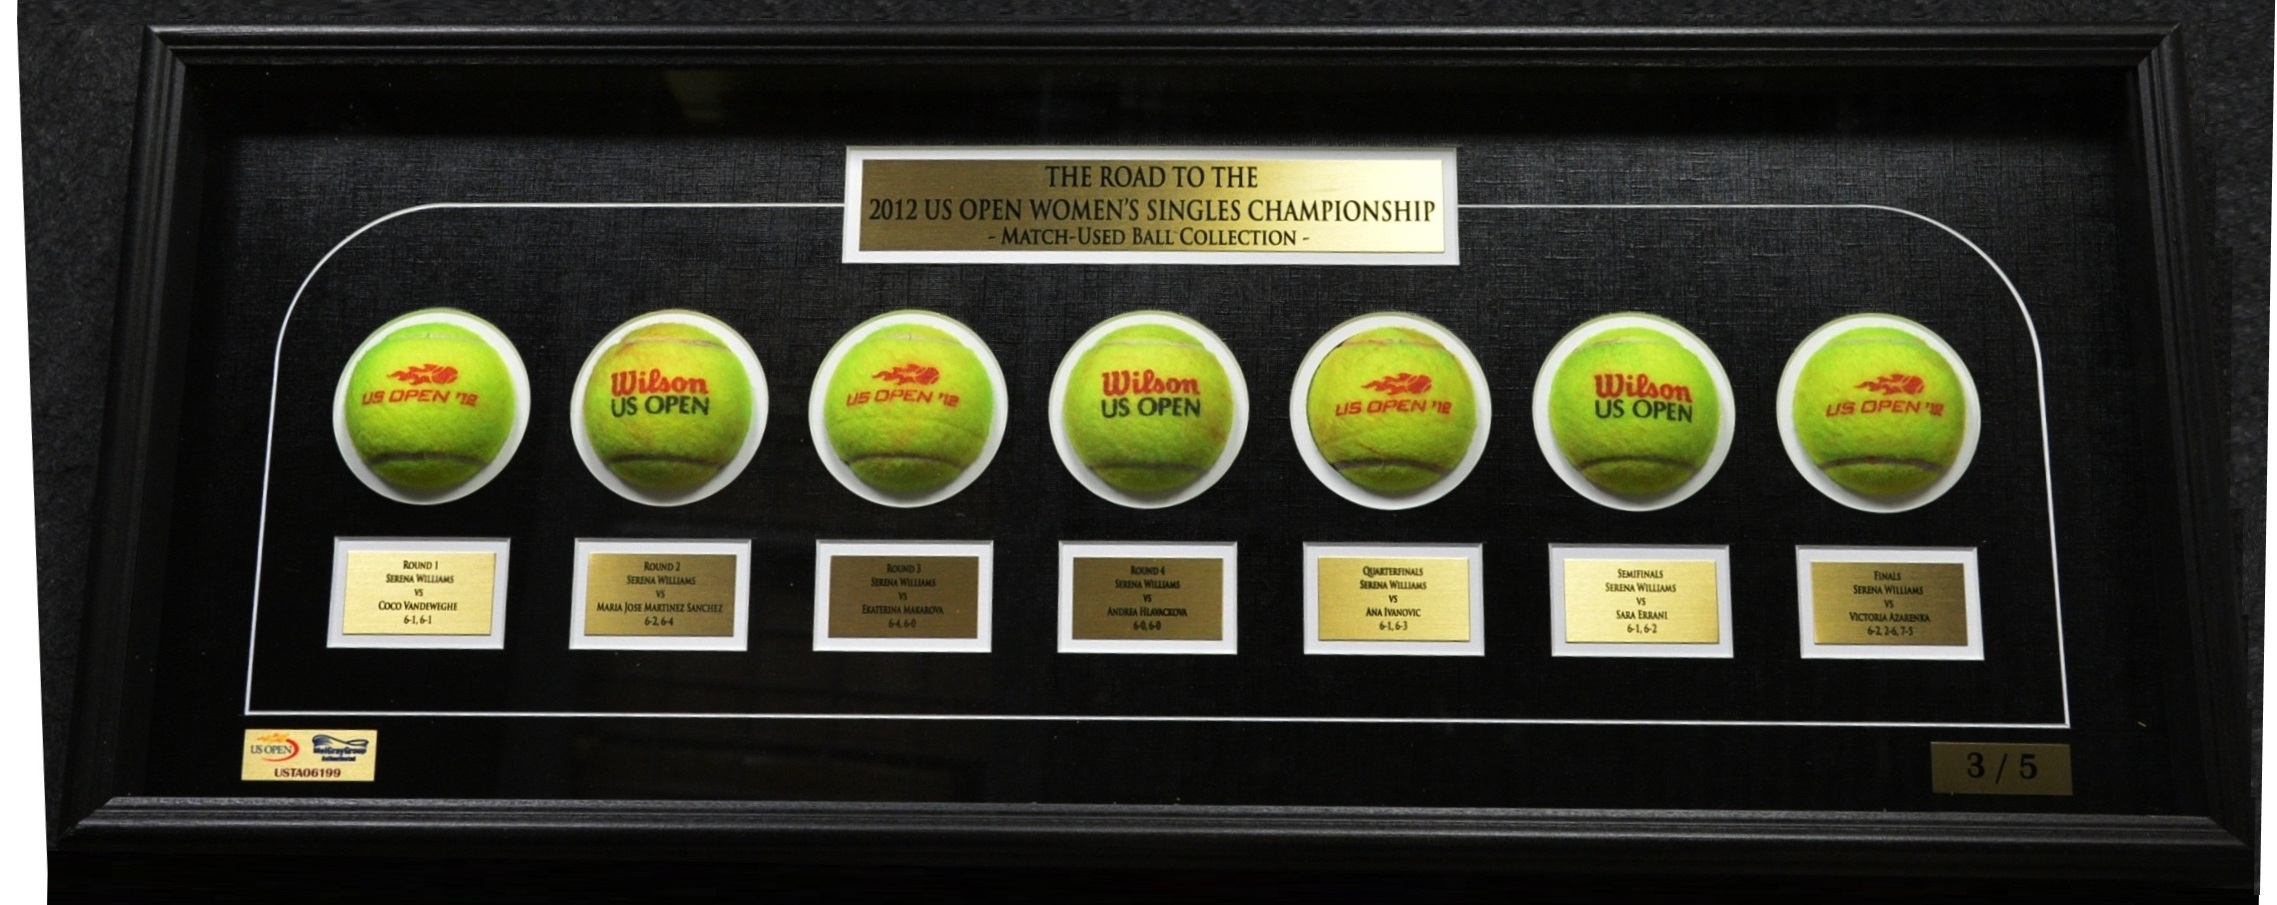 THE ROAD TO THE
2012 US OPEN WOMEN'S SINGLES CHAMPIONSHIP
- MATCH-USED BALL COLLECTION -
US OPEN '12
Wilson
US OPEN
US OPEN '12
Wilson
US OPEN
US OPEN '12
Wilson
US OPEN
US OPEN '12
ROUND 1
SERENA WILLIAMS
VS
COCO VANDEWEGHE
6-1, 6-1
ROUND 2
SERENA WILLIAMS
VS
MARIA JOSE MARTINEZ SANCHEZ
6-2, 6-4
ROUND 3
SERENA WILLIAMS
VS
EKATERINA MAKAROVA
6-4, 6-0
ROUND 4
SERENA WILLIAMS
VS
ANDREA HLAVACKOVA
6-0, 6-0
QUARTERFINALS
SERENA WILLIAMS
VS
ANA IVANOVIC
6-1, 6-3
SEMIFINALS
SERENA WILLIAMS
VS
SARA ERRANI
6-1, 6-2
FINALS
SERENA WILLIAMS
VS
VICTORIA AZARENKA
6-2, 2-6, 7-5
US OPEN
MeiGrayGroup
Authenticated
USTA06199
3 / 5